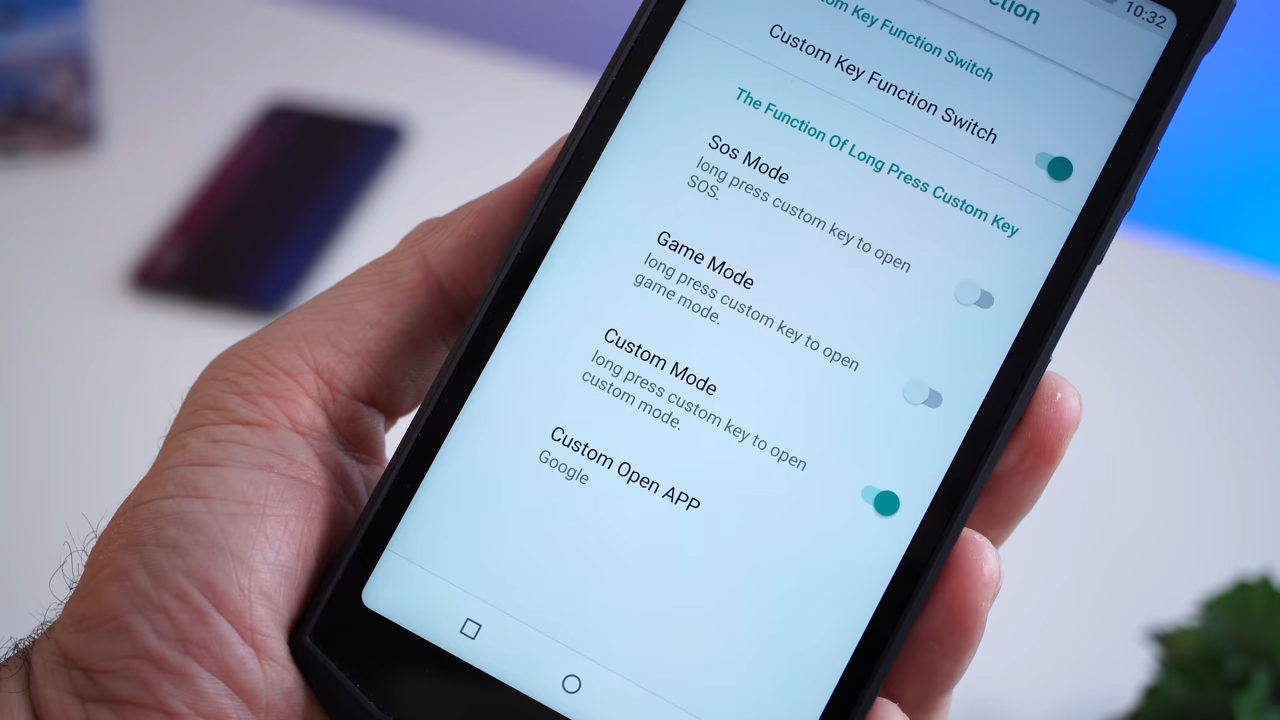 10:32
ction
om Key Function Switch
Custom Key Function Switch
The Function Of Long Press Custom Key
Sos Mode
long press custom key to open
SOS.
Game Mode
long press custom key to open
game mode.
Custom Mode
long press custom key to open
custom mode.
Custom Open APP
Google